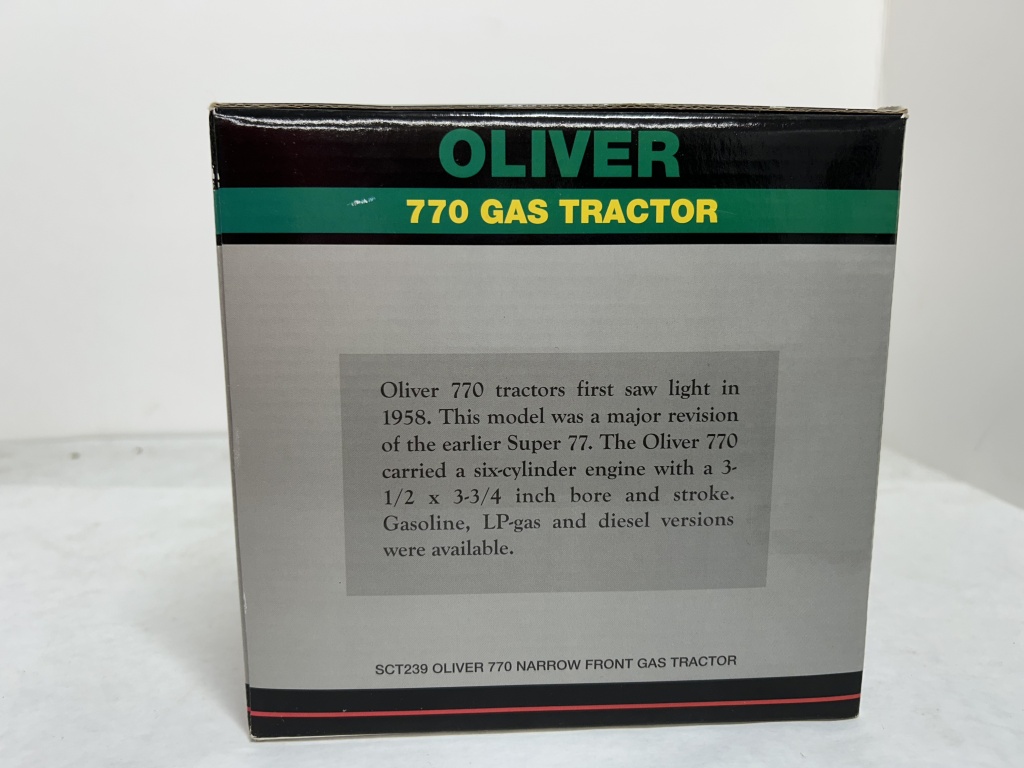 OLIVER
770 GAS TRACTOR
Oliver 770 tractors first saw light in
1958. This model was a major revision
of the earlier Super 77. The Oliver 770
carried a six-cylinder engine with a 3-
1/2 x 3-3/4 inch bore and stroke.
Gasoline, LP-gas and diesel versions
were available.
SCT239 OLIVER 770 NARROW FRONT GAS TRACTOR